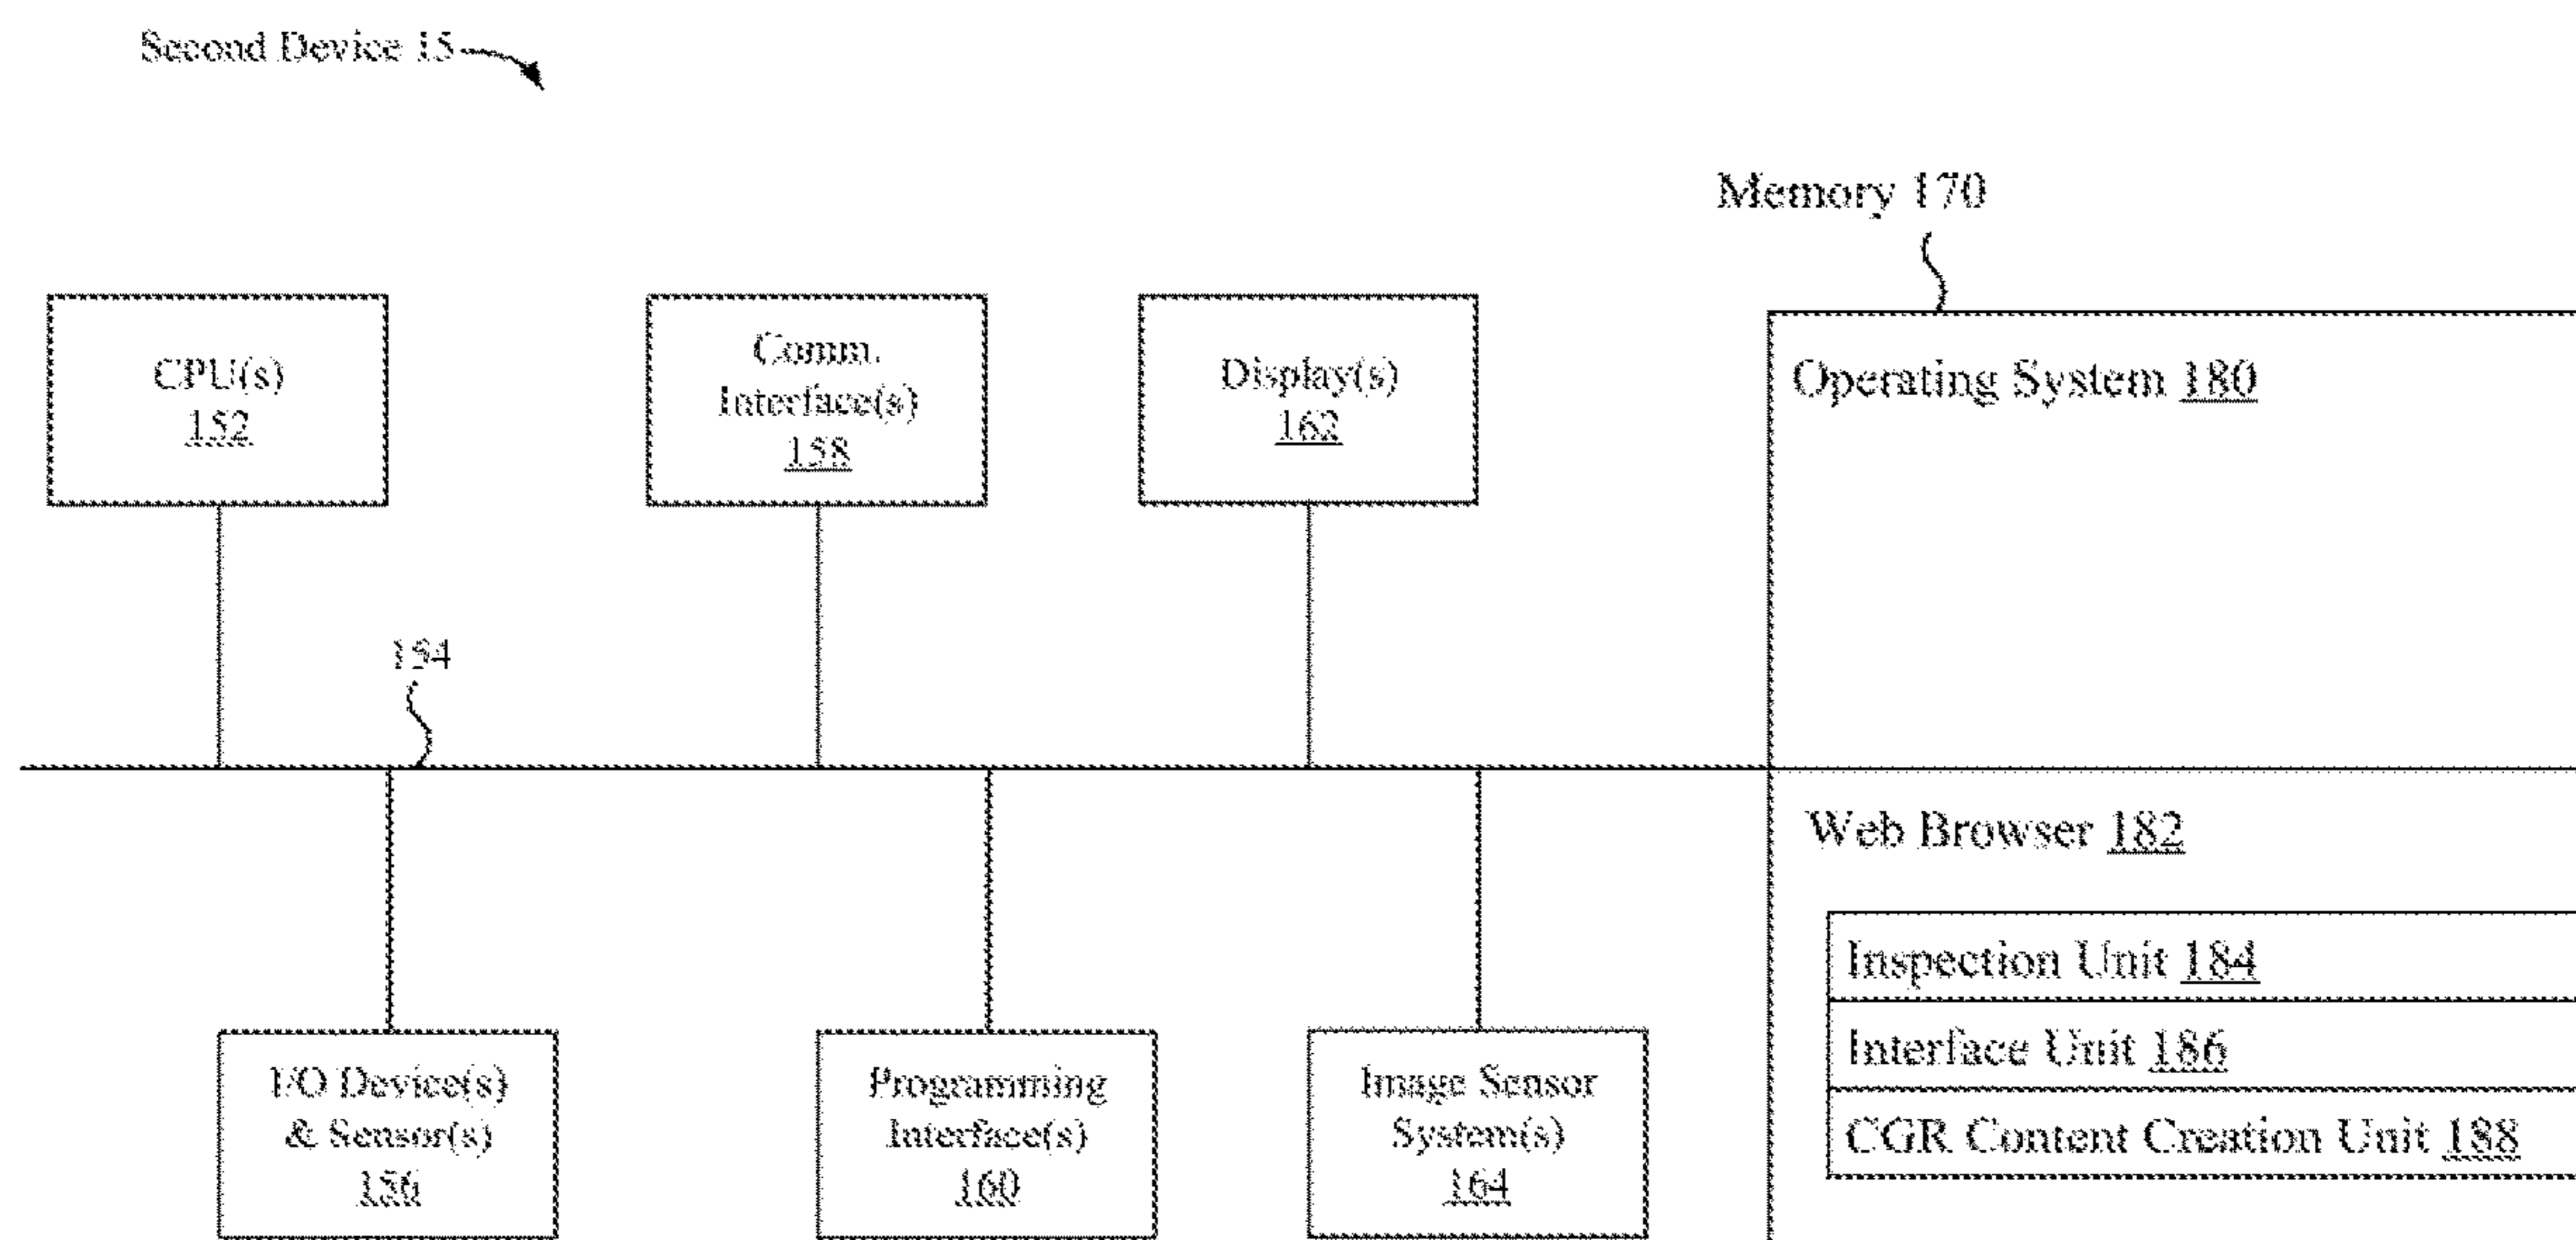 Second Device 15
Memory 170
CPU(s)
152
Comm.
Interface(s)
158
Display(s)
162
Operating System 180
154
Web Browser 182
Inspection Unit 184
Interface Unit 186
CGR Content Creation Unit 188
I/O Device(s)
& Sensor(s)
156
Programming
Interface(s)
160
Image Sensor
System(s)
164